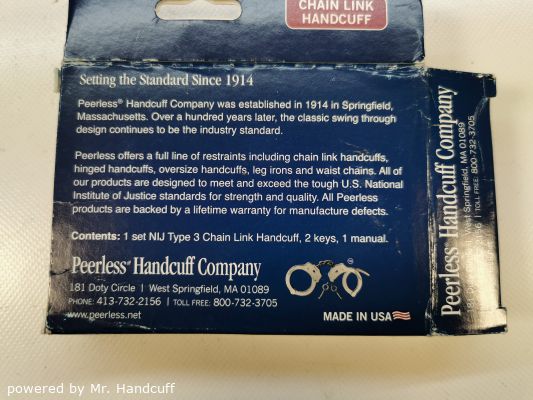 CHAIN LINK
HANDCUFF
Setting the Standard Since 1914
Peerless® Handcuff Company was established in 1914 in Springfield,
Massachusetts. Over a hundred years later, the classic swing through
design continues to be the industry standard.
Peerless offers a full line of restraints including chain link handcuffs,
hinged handcuffs, oversize handcuffs, leg irons and waist chains. All of
our products are designed to meet and exceed the tough U.S. National
Institute of Justice standards for strength and quality. All Peerless
products are backed by a lifetime warranty for manufacture defects.
Contents: 1 set NIJ Type 3 Chain Link Handcuff, 2 keys, 1 manual.
Peerless® Handcuff Company
181 Doty Circle | West Springfield, MA 01089
PHONE: 413-732-2156 | TOLL FREE: 800-732-3705
www.peerless.net
MADE IN USA
Peerless® Handcuff Company
181 Doty Circle | West Springfield, MA 01089
TOLL FREE: 800-732-3705
powered by Mr. Handcuff